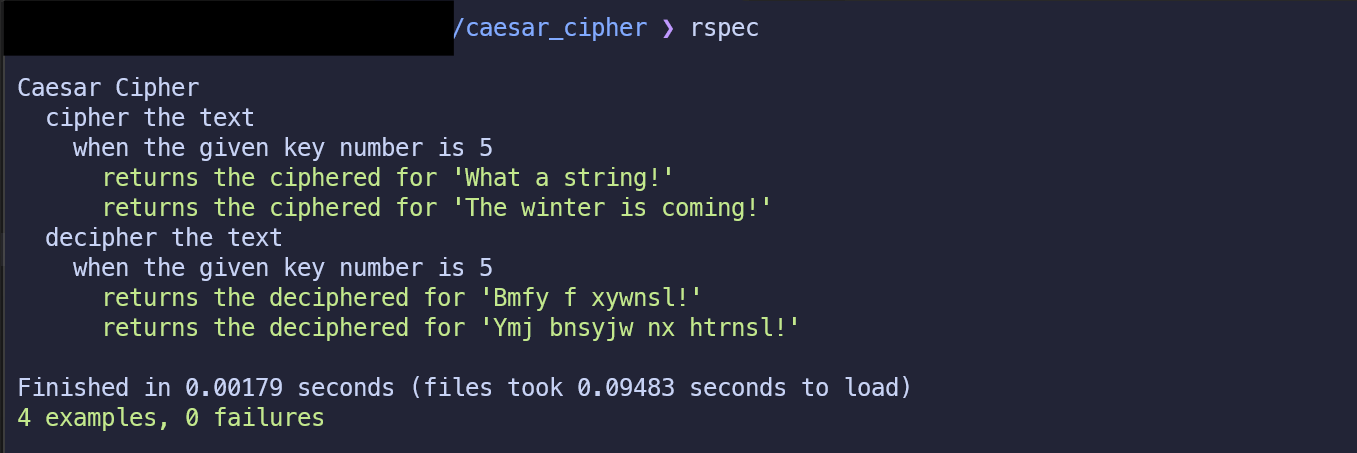 /caesar_cipher ❯ rspec
Caesar Cipher
cipher the text
when the given key number is 5
returns the ciphered for 'What a string!'
returns the ciphered for 'The winter is coming!'
decipher the text
when the given key number is 5
returns the deciphered for 'Bmfy f xywnsl!'
returns the deciphered for 'Ymj bnsyjw nx htrnsl!'
Finished in 0.00179 seconds (files took 0.09483 seconds to load)
4 examples, 0 failures